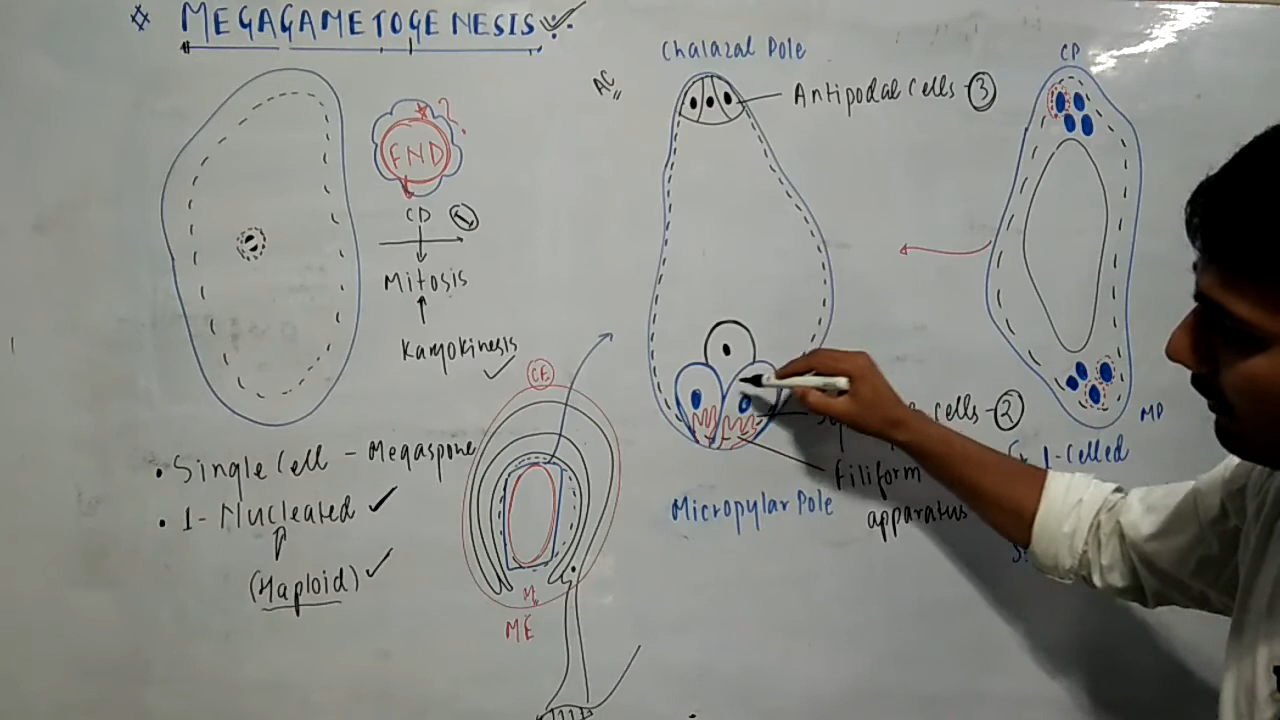 MEGAGAMETOGENESIS
FND
?
CD ①
Mitosis
Karyokinesis
• Single Cell - Megaspore
• 1-Nucleated
(Haploid)
CE
M
ME
AC
Chalazal Pole
Antipodal Cells - ③
cells - ②
filiform
apparatus
Micropylar Pole
CP
MP
1-Celled